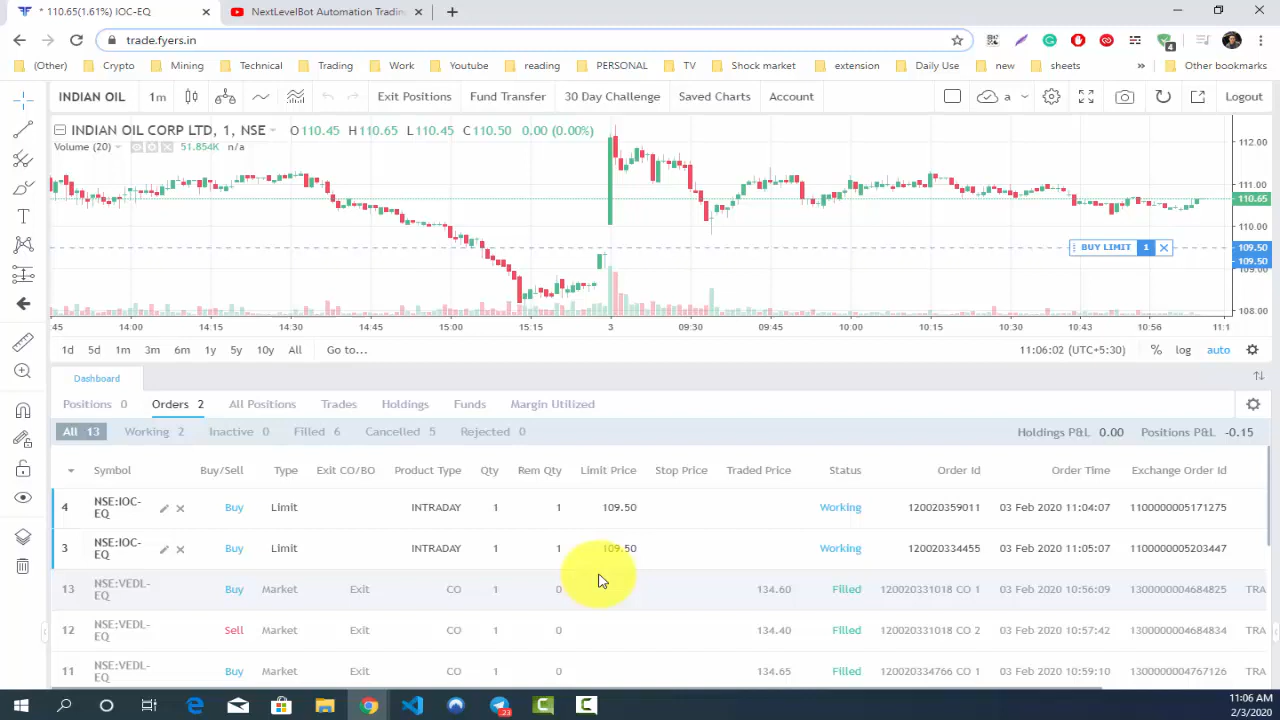 * 110.65(1.61%) IOC-EQ
NextLevelBot Automation Trading
trade.fyers.in
4
(Other) Crypto Mining Technical Trading Work Youtube reading PERSONAL TV Shock market extension Daily Use new sheets » Other bookmarks
INDIAN OIL 1m Exit Positions Fund Transfer 30 Day Challenge Saved Charts Account a Logout
INDIAN OIL CORP LTD, 1, NSE O110.45 H110.65 L110.45 C110.50 0.00 (0.00%)
Volume (20) 51.854K n/a
112.00
111.00
110.65
110.00
BUY LIMIT 1
109.50
109.50
109.00
108.00
:45 14:00 14:15 14:30 14:45 15:00 15:15 3 09:30 09:45 10:00 10:15 10:30 10:43 10:56 11:1
1d 5d 1m 3m 6m 1y 5y 10y All Go to... 11:06:02 (UTC+5:30) % log auto
Dashboard
Positions 0 Orders 2 All Positions Trades Holdings Funds Margin Utilized
All 13 Working 2 Inactive 0 Filled 6 Cancelled 5 Rejected 0 Holdings P&L 0.00 Positions P&L -0.15
Symbol Buy/Sell Type Exit CO/BO Product Type Qty Rem Qty Limit Price Stop Price Traded Price Status Order Id Order Time Exchange Order Id
4 NSE:IOC-EQ Buy Limit INTRADAY 1 1 109.50 Working 120020359011 03 Feb 2020 11:04:07 1100000005171275
3 NSE:IOC-EQ Buy Limit INTRADAY 1 1 109.50 Working 120020334455 03 Feb 2020 11:05:07 1100000005203447
13 NSE:VEDL-EQ Buy Market Exit CO 1 0 134.60 Filled 120020331018 CO 1 03 Feb 2020 10:56:09 1300000004684825 TRA
12 NSE:VEDL-EQ Sell Market Exit CO 1 0 134.40 Filled 120020331018 CO 2 03 Feb 2020 10:57:42 1300000004684834 TRA
11 NSE:VEDL-EQ Buy Market Exit CO 1 0 134.65 Filled 120020334766 CO 1 03 Feb 2020 10:59:10 1300000004767126 TRA
23
11:06 AM
2/3/2020